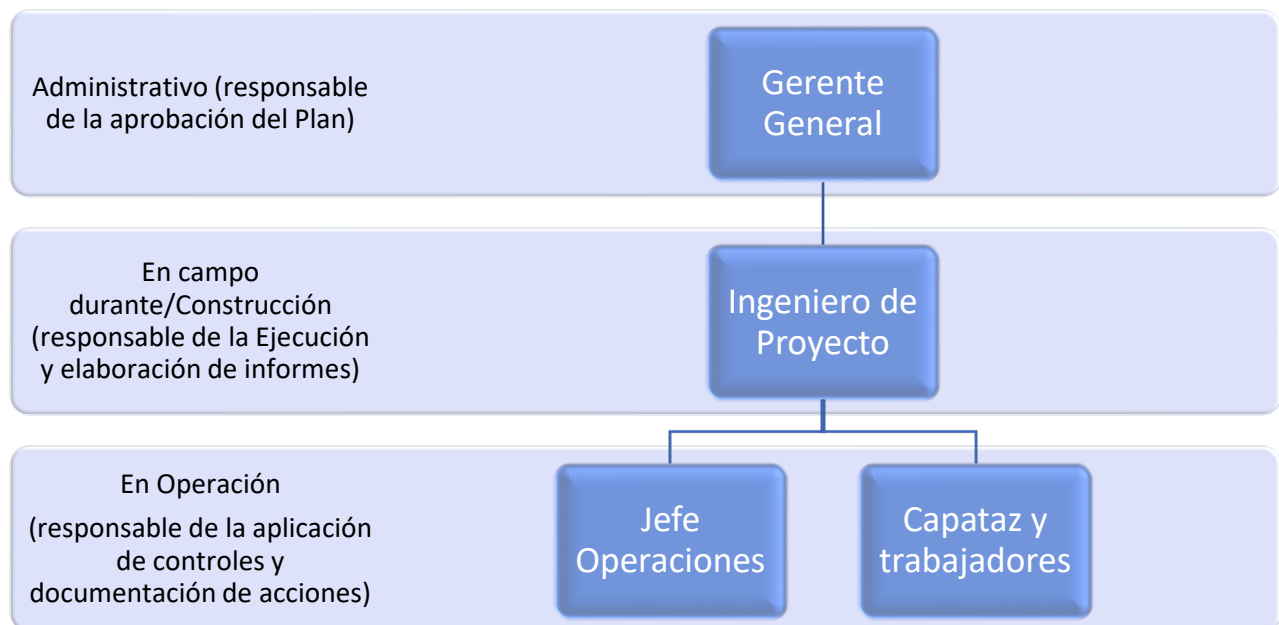 Administrativo (responsable
de la aprobación del Plan)
Gerente
General
En campo
durante/Construcción
(responsable de la Ejecución
y elaboración de informes)
Ingeniero de
Proyecto
En Operación
(responsable de la aplicación
de controles y
documentación de acciones)
Jefe
Operaciones
Capataz y
trabajadores